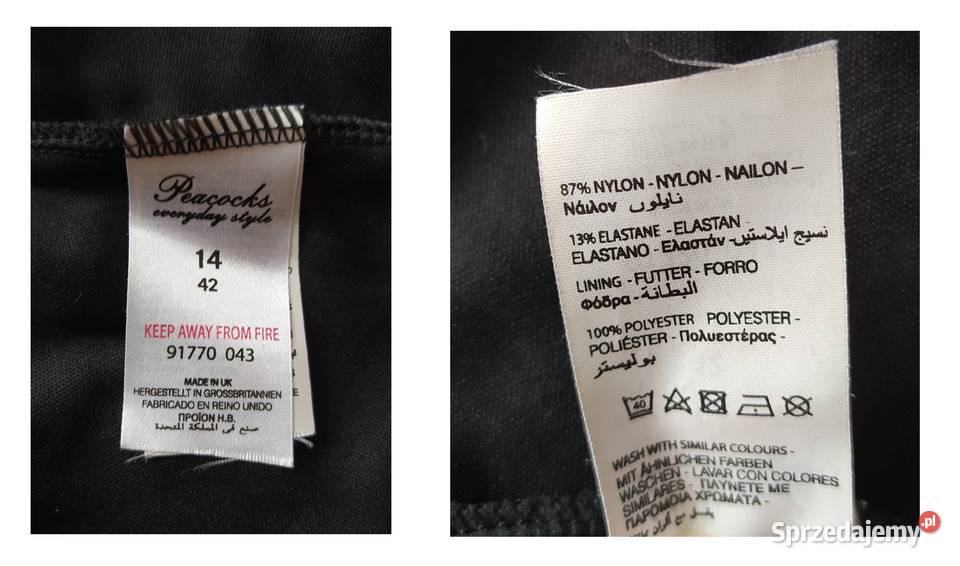 Peacocks
everyday style
14
42
KEEP AWAY FROM FIRE
91770 043
MADE IN UK
HERGESTELLT IN GROSSBRITANNIEN
FABRICADO EN REINO UNIDO
ΠΡΟΪΟΝ Η.Β.
صنع في المملكة المتحدة
87% NYLON - NYLON - NAILON –
Νάιλον نايلون
13% ELASTANE - ELASTAN
ELASTANO - Ελαστάν - نسيج ايلاستين
LINING - FUTTER - FORRO
Φόδρα - البطانة
100% POLYESTER POLYESTER -
POLIÉSTER - Πολυεστέρας -
بوليستر
40
WASH WITH SIMILAR COLOURS -
MIT ÄHNLICHEN FARBEN
WASCHEN - LAVAR CON COLORES
SIMILARES - ΠΛΥΝΕΤΕ ΜΕ
ΠΑΡΟΜΟΙΑ ΧΡΩΜΑΤΑ -
يغسل مع
Sprzedajemy.pl